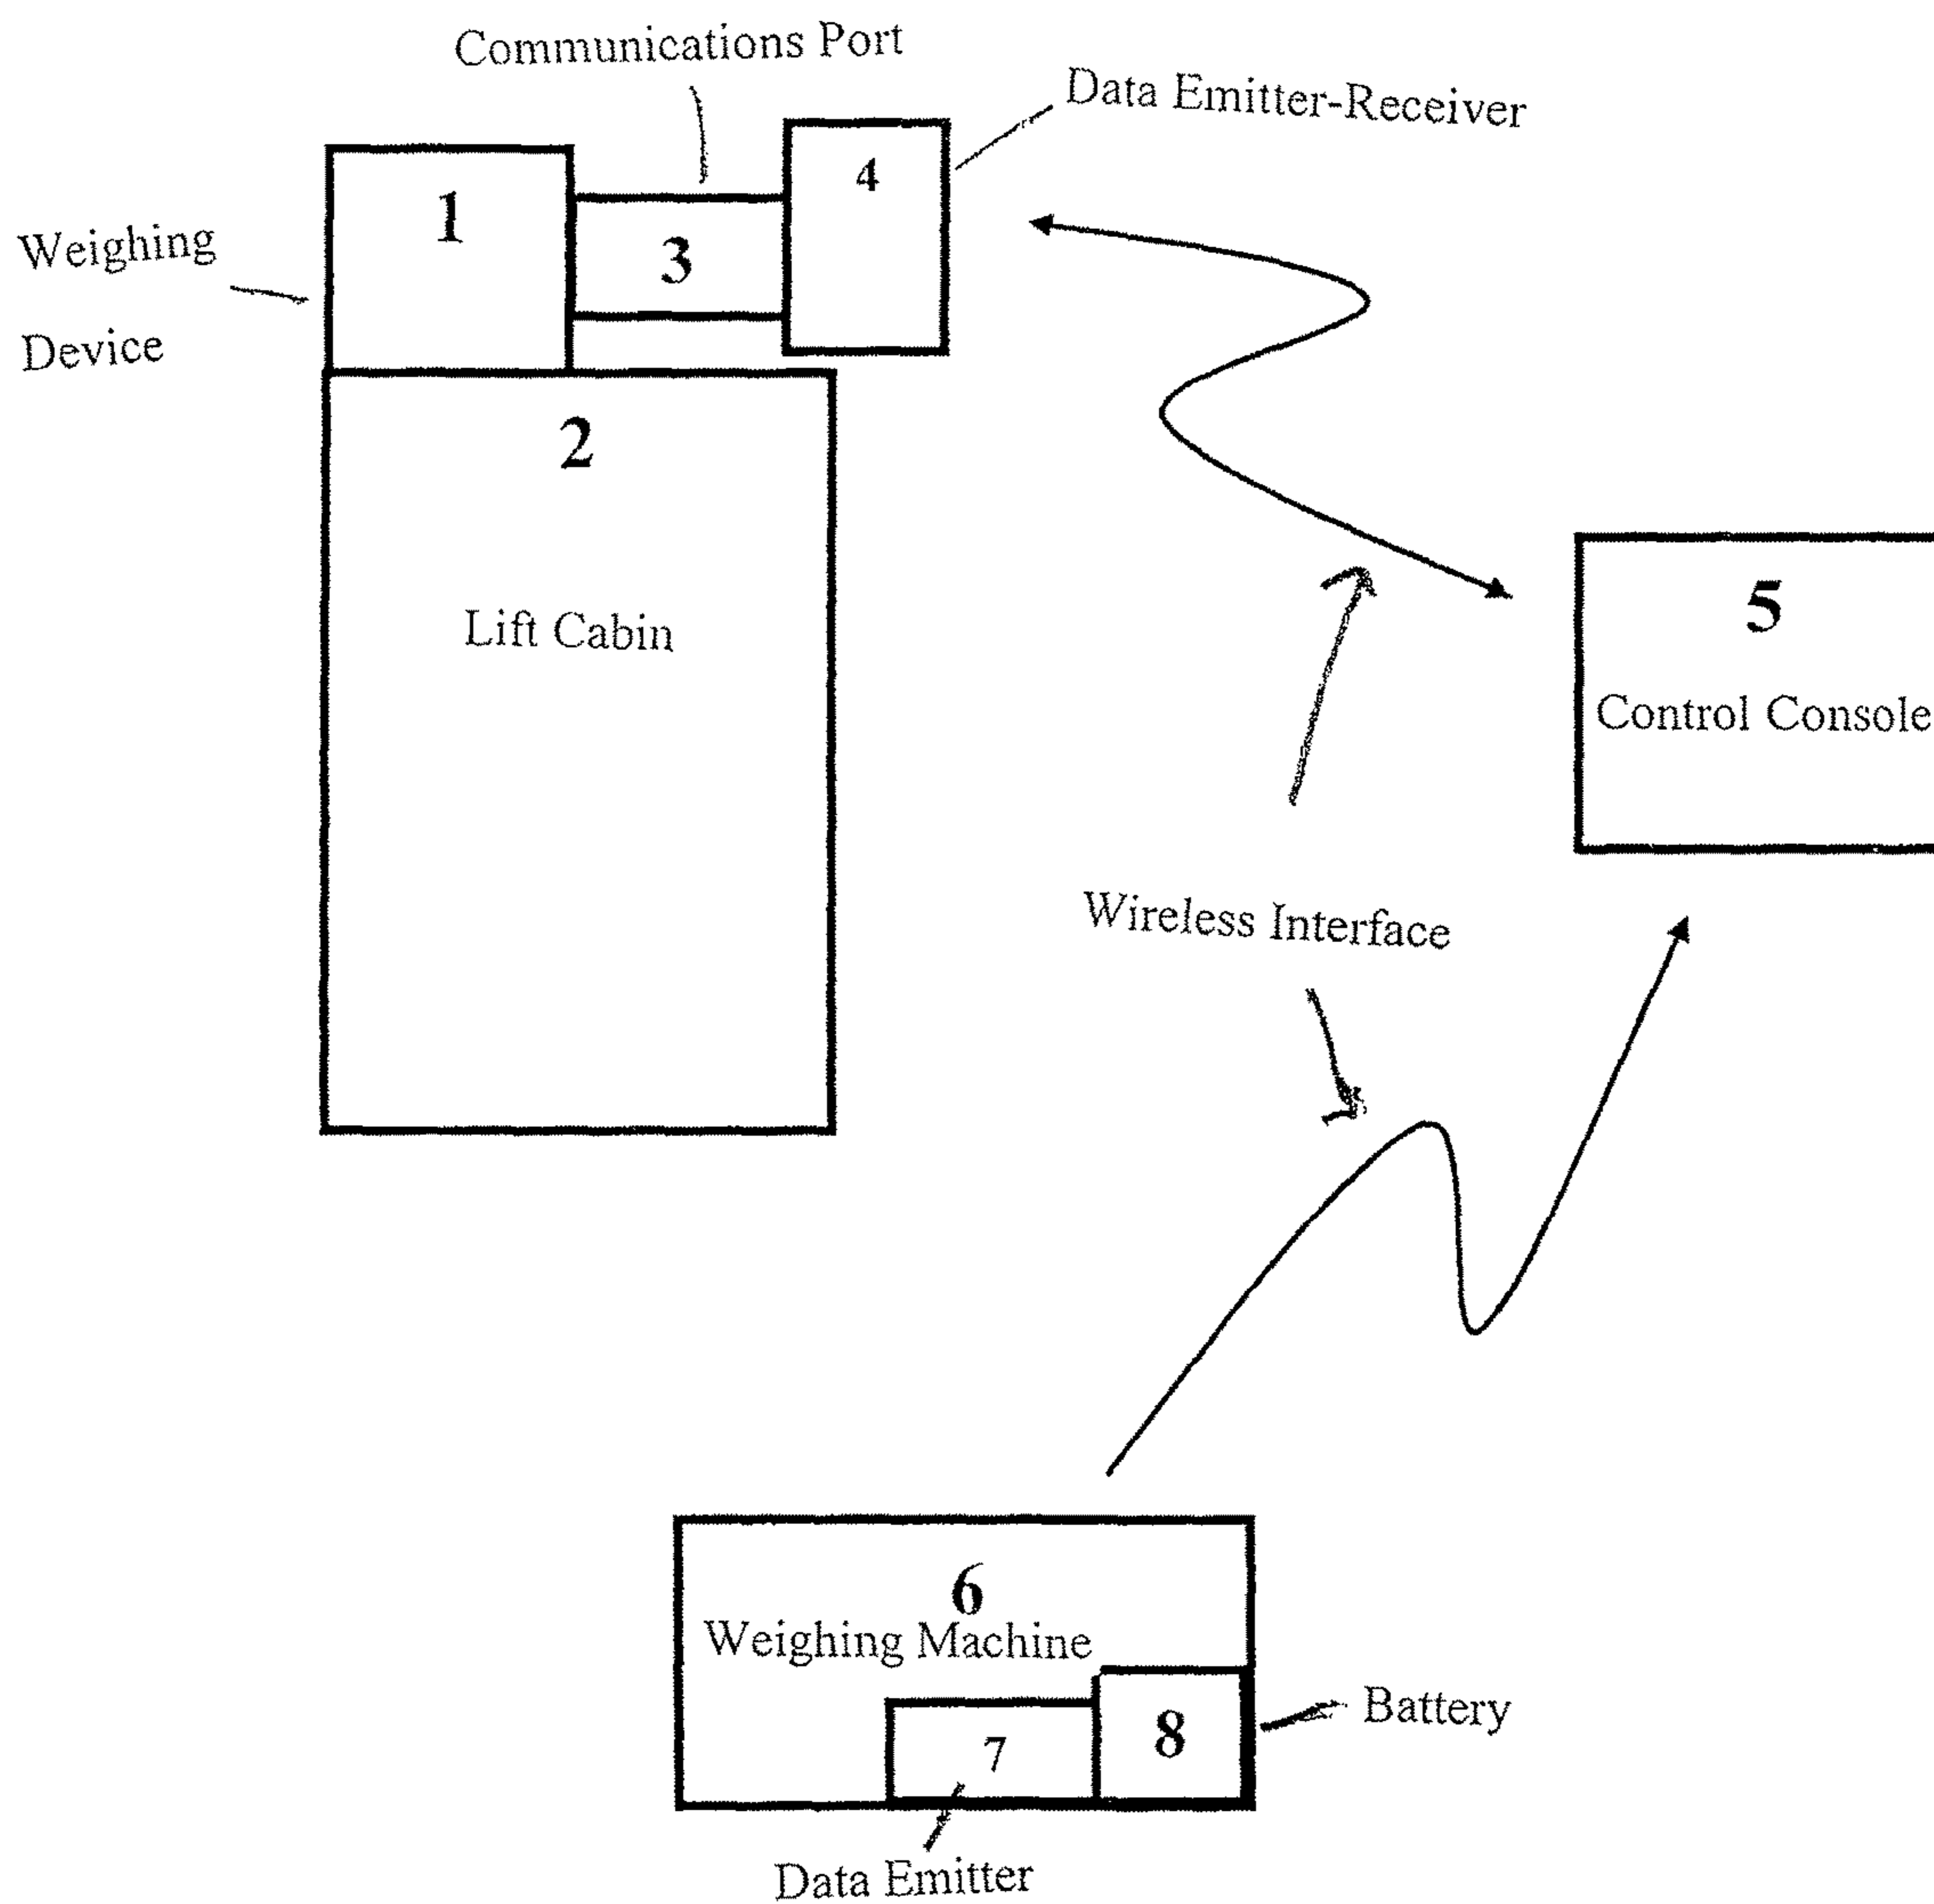 Communications Port
Data Emitter-Receiver
4
1
Weighing
3
Device
2
5
Lift Cabin
Control Console
Wireless Interface
6
Weighing Machine
Battery
8
7
Data Emitter